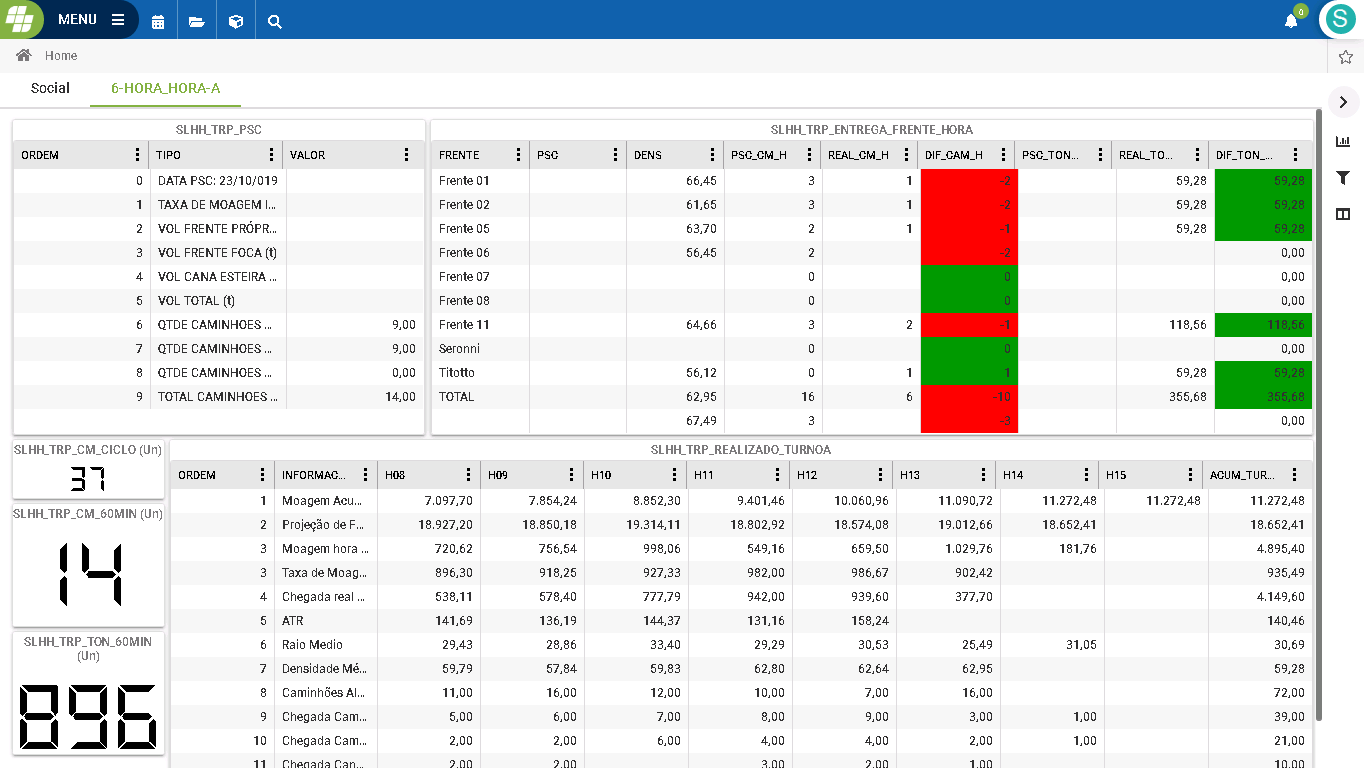 MENU
0
S
Home
Social 6-HORA_HORA-A
SLHH_TRP_PSC
ORDEM TIPO VALOR
0 DATA PSC: 23/10/019
1 TAXA DE MOAGEM I...
2 VOL FRENTE PRÓPR...
3 VOL FRENTE FOCA (t)
4 VOL CANA ESTEIRA ...
5 VOL TOTAL (t)
6 QTDE CAMINHOES ... 9,00
7 QTDE CAMINHOES ... 9,00
8 QTDE CAMINHOES ... 0,00
9 TOTAL CAMINHOES ... 14,00
SLHH_TRP_ENTREGA_FRENTE_HORA
FRENTE PSC DENS PSC_CM_H REAL_CM_H DIF_CAM_H PSC_TON... REAL_TO... DIF_TON_...
Frente 01 66,45 3 1 -2 59,28 59,28
Frente 02 61,65 3 1 -2 59,28 59,28
Frente 05 63,70 2 1 -1 59,28 59,28
Frente 06 56,45 2 -2 0,00
Frente 07 0 0 0,00
Frente 08 0 0 0,00
Frente 11 64,66 3 2 -1 118,56 118,56
Seronni 0 0 0,00
Titotto 56,12 0 1 1 59,28 59,28
TOTAL 62,95 16 6 -10 355,68 355,68
67,49 3 3 0,00
SLHH_TRP_CM_CICLO (Un)
37
SLHH_TRP_CM_60MIN (Un)
14
SLHH_TRP_TON_60MIN
(Un)
896
SLHH_TRP_REALIZADO_TURNOA
ORDEM INFORMAC... H08 H09 H10 H11 H12 H13 H14 H15 ACUM_TUR...
1 Moagem Acu... 7.097,70 7.854,24 8.852,30 9.401,46 10.060,96 11.090,72 11.272,48 11.272,48 11.272,48
2 Projeção de F... 18.927,20 18.850,18 19.314,11 18.802,92 18.574,08 19.012,66 18.652,41 18.652,41
3 Moagem hora ... 720,62 756,54 998,06 549,16 659,50 1.029,76 181,76 4.895,40
3 Taxa de Moag... 896,30 918,25 927,33 982,00 986,67 902,42 935,49
4 Chegada real ... 538,11 578,40 777,79 942,00 939,60 377,70 4.149,60
5 ATR 141,69 136,19 144,37 131,16 158,24 140,46
6 Raio Medio 29,43 28,86 33,40 29,29 30,53 25,49 31,05 30,69
7 Densidade Mé... 59,79 57,84 59,83 62,80 62,64 62,95 59,28
8 Caminhões Al... 11,00 16,00 12,00 10,00 7,00 16,00 72,00
9 Chegada Cam... 5,00 6,00 7,00 8,00 9,00 3,00 1,00 39,00
10 Chegada Cam... 2,00 2,00 6,00 4,00 4,00 2,00 1,00 21,00
11 Chegada Can... 2,00 2,00 3,00 2,00 1,00 10,00